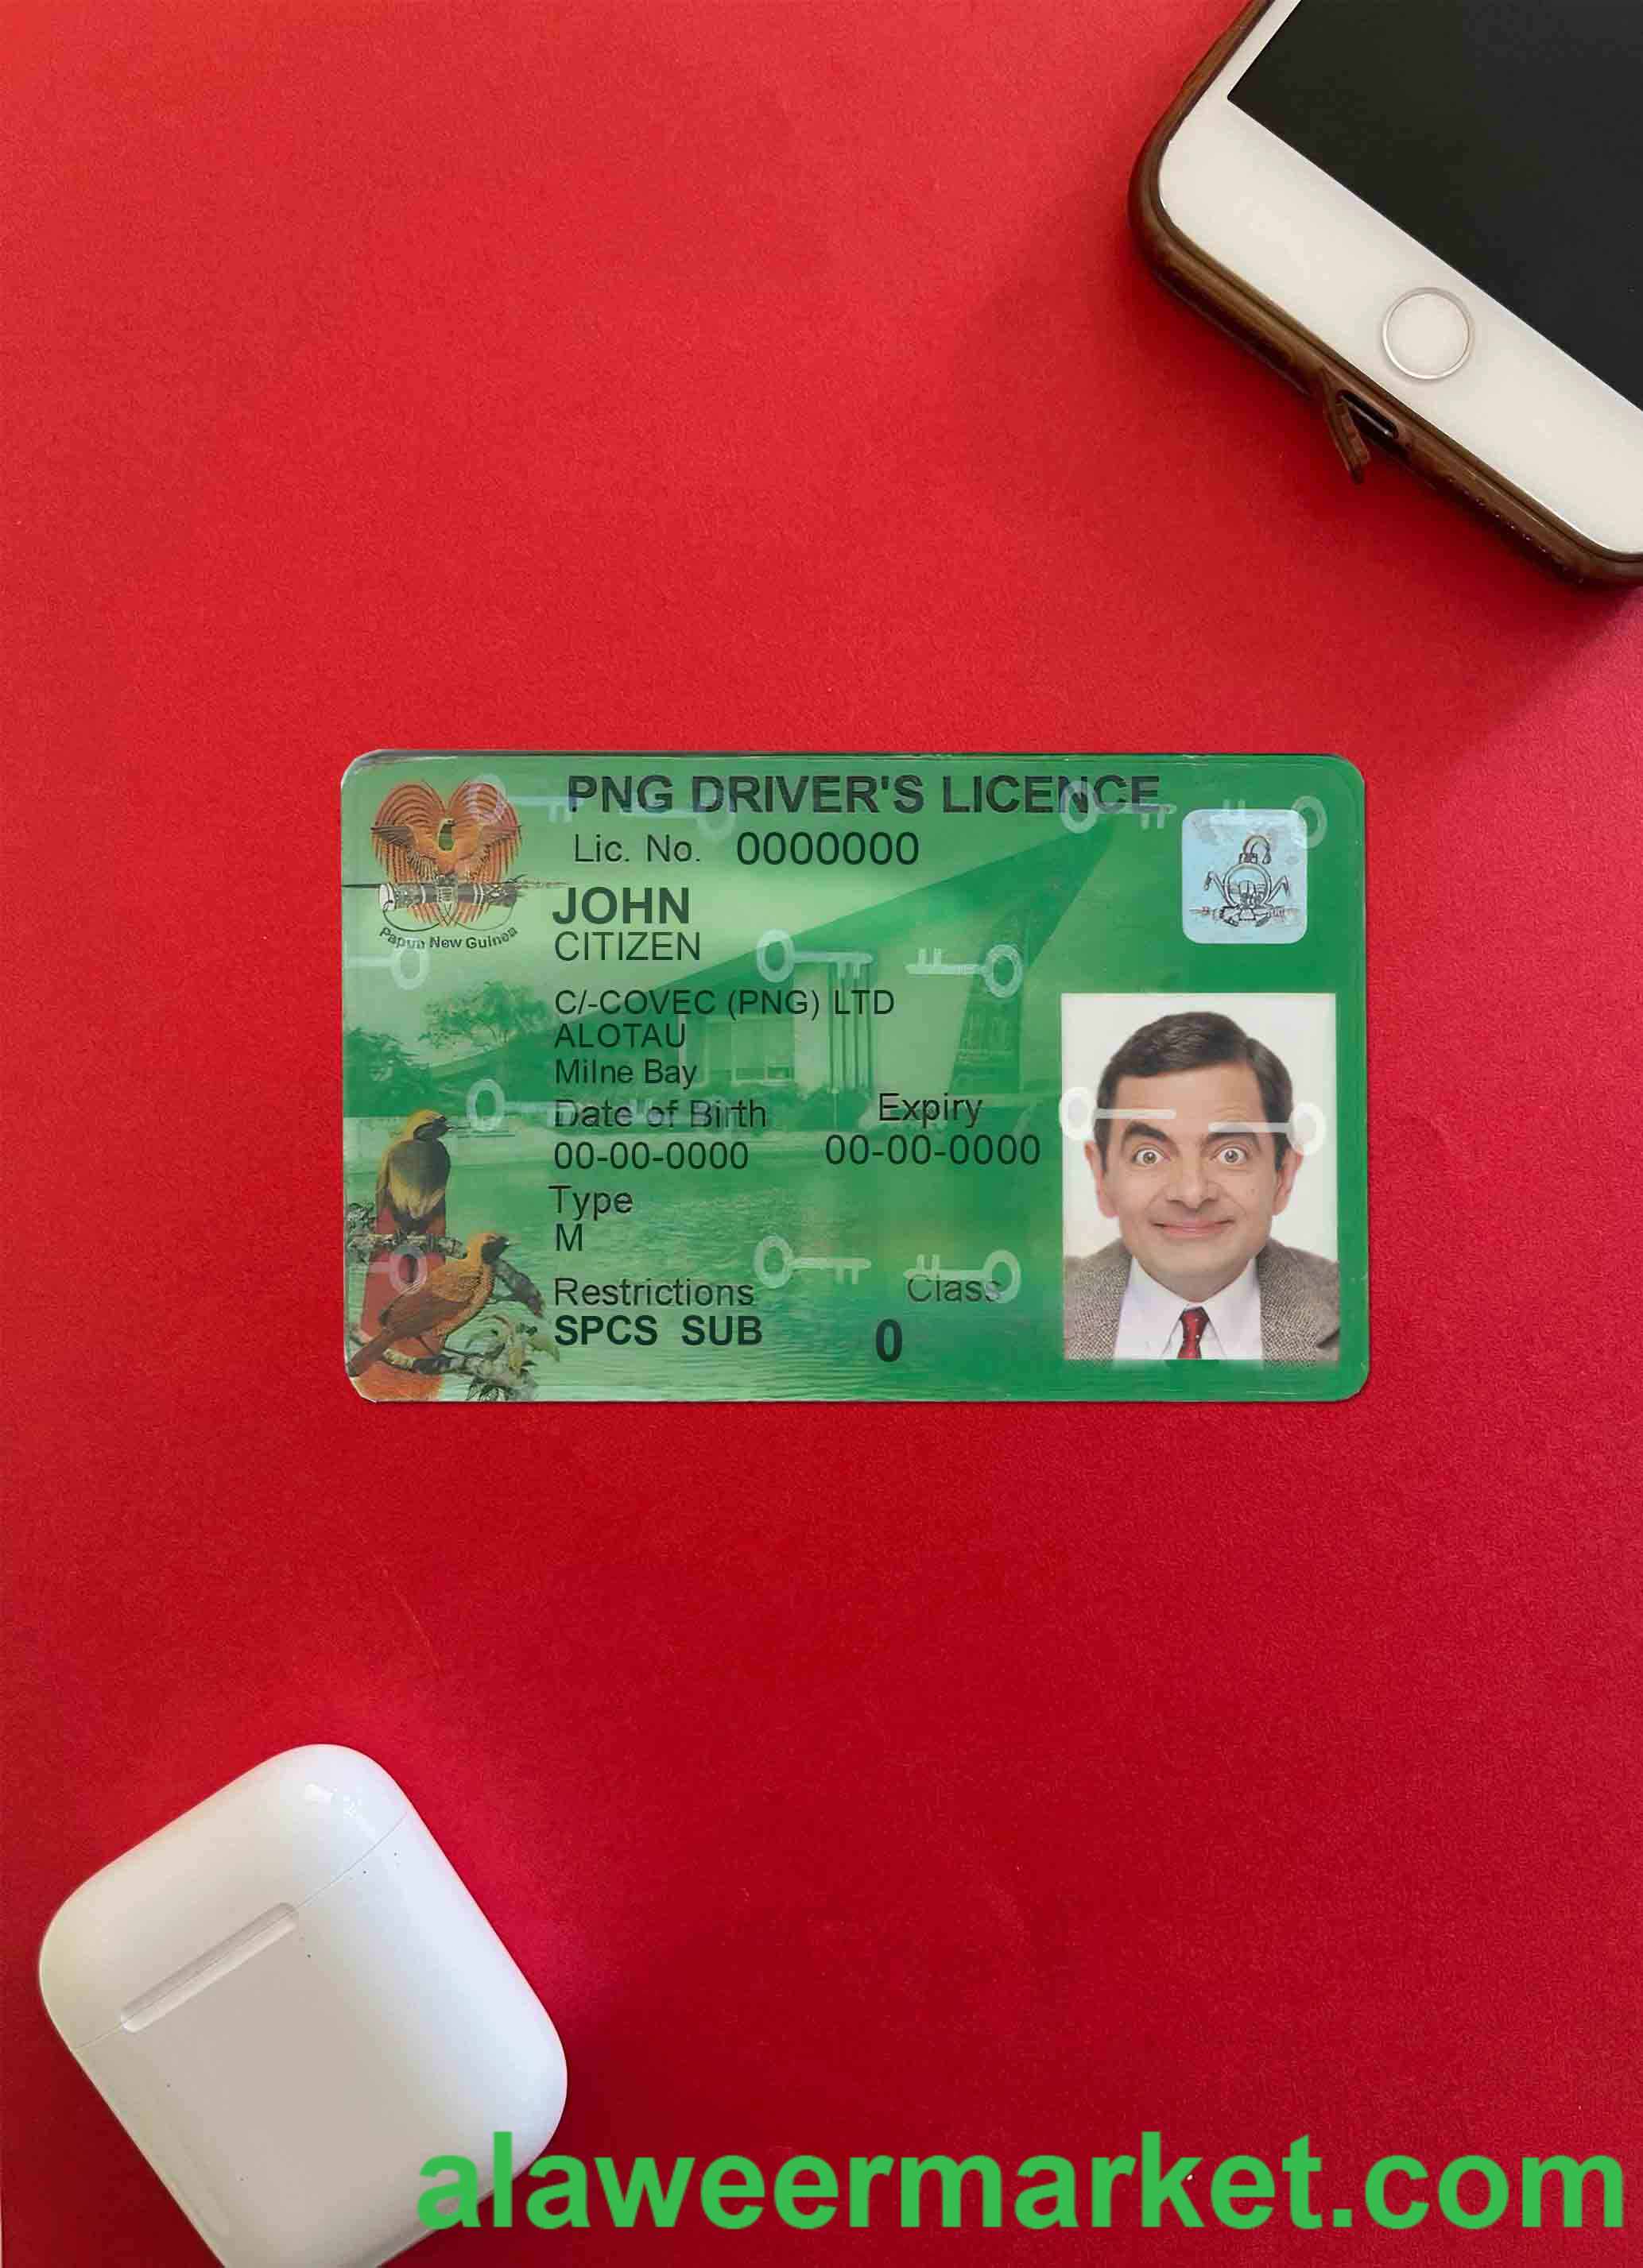 PNG DRIVER'S LICENCE
Lic. No. 0000000
Papua New Guinea
JOHN
CITIZEN
C/-COVEC (PNG) LTD
ALOTAU
Milne Bay
Date of Birth Expiry
00-00-0000 00-00-0000
Type
M
Restrictions Class
SPCS SUB 0
alaweermarket.com